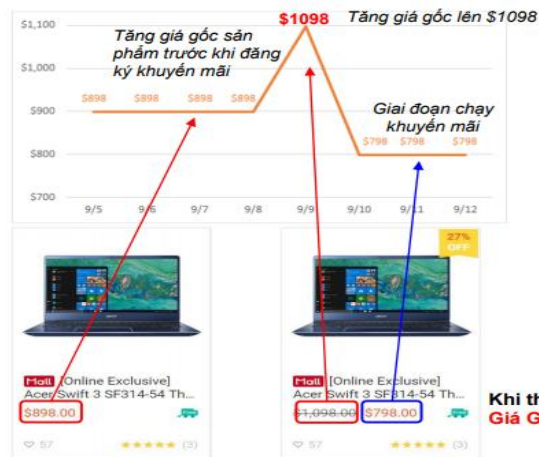 $1,100
$1098
Tăng giá gốc lên $1098
Tăng giá gốc sản
phẩm trước khi đăng
ký khuyến mãi
$1,000
$898 $898 $898 $898
$900
Giai đoạn chạy
khuyến mãi
$798 $798 $798
$800
$700
9/5 9/6 9/7 9/8 9/9 9/10 9/11 9/12
27%
OFF
Mall [Online Exclusive]
Acer Swift 3 SF314-54 Th...
$898.00
57 (3)
Mall [Online Exclusive]
Acer Swift 3 SF314-54 Th...
$1,098.00 $798.00
57 (3)
Khi th
Giá G